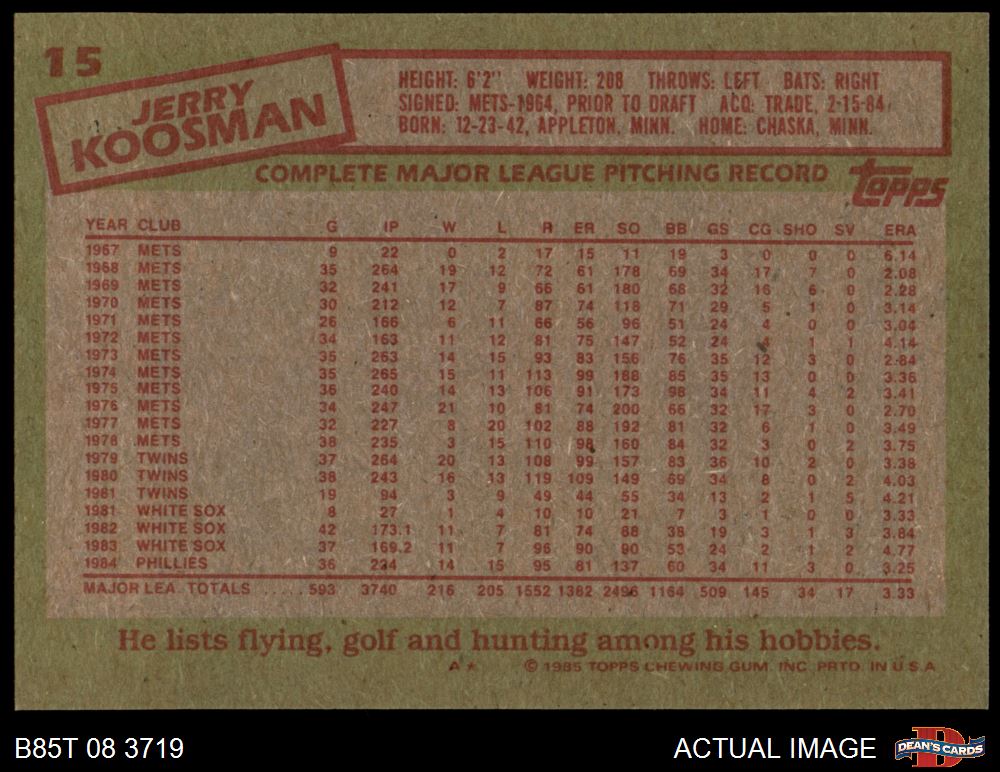 15
JERRY
KOOSMAN
HEIGHT: 6'2" WEIGHT: 208 THROWS: LEFT BATS: RIGHT
SIGNED: METS-1964, PRIOR TO DRAFT ACQ: TRADE, 2-15-84
BORN: 12-23-42, APPLETON, MINN. HOME: CHASKA, MINN.
COMPLETE MAJOR LEAGUE PITCHING RECORD
topps
YEAR CLUB G IP W L R ER SO BB GS CG SHO SV ERA
1967 METS 9 22 0 2 17 15 11 19 3 0 0 0 6.14
1968 METS 35 264 19 12 72 61 178 69 34 17 7 0 2.08
1969 METS 32 241 17 9 66 61 180 68 32 16 6 0 2.28
1970 METS 30 212 12 7 87 74 118 71 29 5 1 0 3.14
1971 METS 26 166 6 11 66 56 96 51 24 4 0 0 3.04
1972 METS 34 163 11 12 81 75 147 52 24 4 1 1 4.14
1973 METS 35 263 14 15 93 83 156 76 35 12 3 0 2.84
1974 METS 35 265 15 11 113 99 188 85 35 13 0 0 3.36
1975 METS 36 240 14 13 106 91 173 98 34 11 4 2 3.41
1976 METS 34 247 21 10 81 74 200 66 32 17 3 0 2.70
1977 METS 32 227 8 20 102 88 192 81 32 6 1 0 3.49
1978 METS 38 235 3 15 110 98 160 84 32 3 0 2 3.75
1979 TWINS 37 264 20 13 108 99 157 83 36 10 2 0 3.38
1980 TWINS 38 243 16 13 119 109 149 69 34 8 0 2 4.03
1981 TWINS 19 94 3 9 49 44 55 34 13 2 1 5 4.21
1981 WHITE SOX 8 27 1 4 10 10 21 7 3 1 0 0 3.33
1982 WHITE SOX 42 173.1 11 7 81 74 88 38 19 3 1 3 3.84
1983 WHITE SOX 37 169.2 11 7 96 90 90 53 24 2 1 2 4.77
1984 PHILLIES 36 224 14 15 95 81 137 60 34 11 3 0 3.25
MAJOR LEA. TOTALS ..... 593 3740 216 205 1552 1382 2496 1164 509 145 34 17 3.33
He lists flying, golf and hunting among his hobbies.
A * © 1985 TOPPS CHEWING GUM, INC. PRTD. IN U.S.A.
B85T 08 3719
ACTUAL IMAGE
DEAN'S CARDS